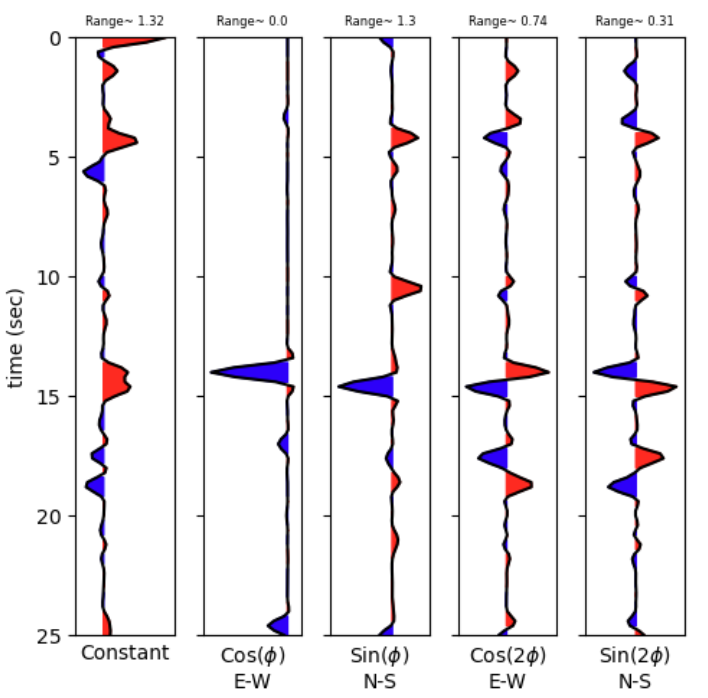 Range~ 1.32 Range~ 0.0 Range~ 1.3 Range~ 0.74 Range~ 0.31
0
5
10
15
20
25
time (sec)
Constant Cos(ϕ) Sin(ϕ) Cos(2ϕ) Sin(2ϕ)
E-W N-S E-W N-S